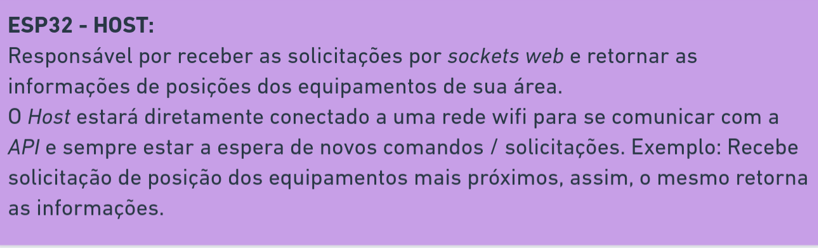 ESP32 - HOST:
Responsável por receber as solicitações por sockets web e retornar as
informações de posições dos equipamentos de sua área.
O Host estará diretamente conectado a uma rede wifi para se comunicar com a
API e sempre estar a espera de novos comandos / solicitações. Exemplo: Recebe
solicitação de posição dos equipamentos mais próximos, assim, o mesmo retorna
as informações.